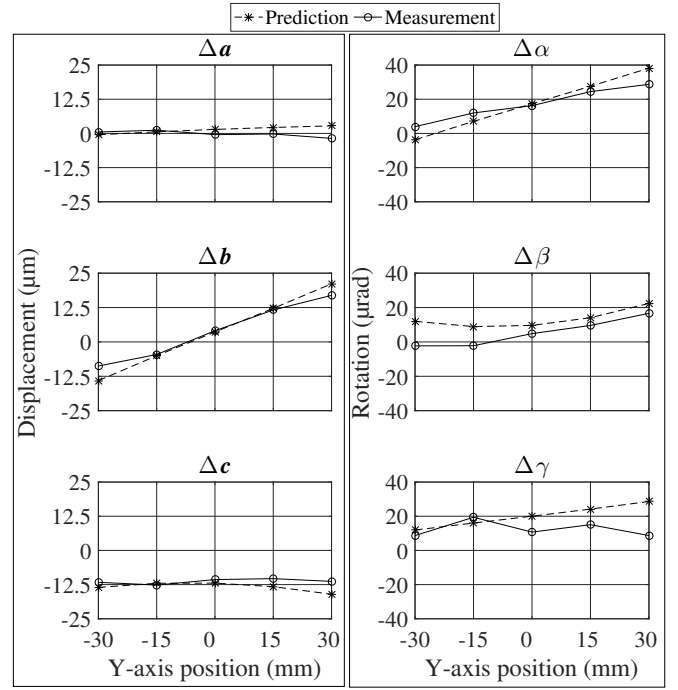 Prediction Measurement
Δa
25
12.5
0
-12.5
-25
Δb
25
12.5
0
-12.5
-25
Δc
25
12.5
0
-12.5
-25
-30 -15 0 15 30
Y-axis position (mm)
Displacement (μm)
Δα
40
20
0
-20
-40
Δβ
40
20
0
-20
-40
Δγ
40
20
0
-20
-40
-30 -15 0 15 30
Y-axis position (mm)
Rotation (μrad)